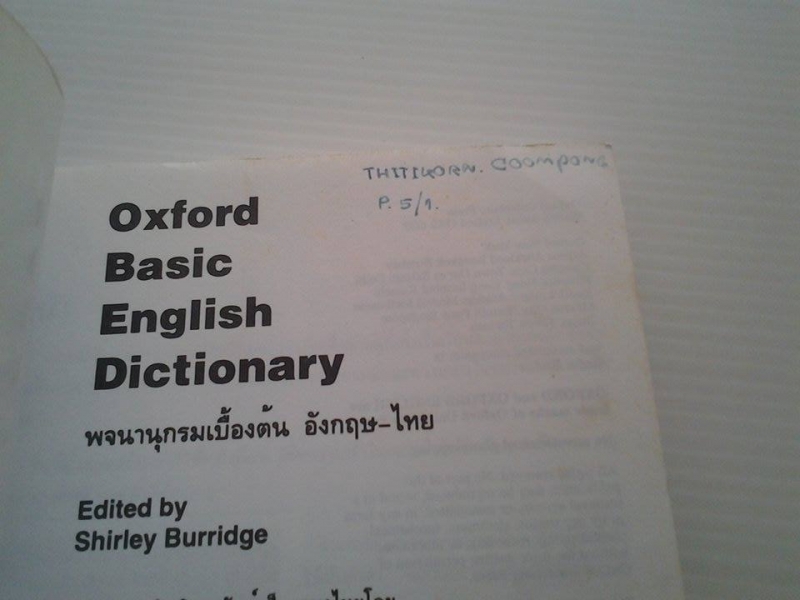 THITIKORN. COOMPONG
P. 5/1.
Oxford
Basic
English
Dictionary
พจนานุกรมเบื้องต้น อังกฤษ-ไทย
Edited by
Shirley Burridge